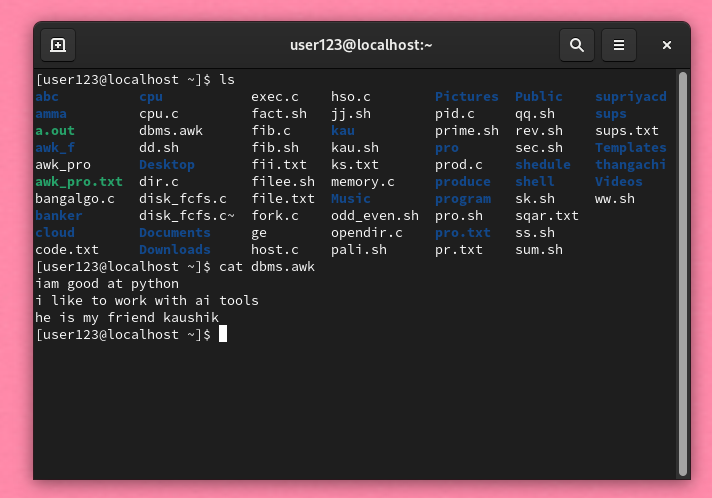 user123@localhost:~
[user123@localhost ~]$ ls
abc cpu exec.c hso.c Pictures Public supriyacd
amma cpu.c fact.sh jj.sh pid.c qq.sh sups
a.out dbms.awk fib.c kau prime.sh rev.sh sups.txt
awk_f dd.sh fib.sh kau.sh pro sec.sh Templates
awk_pro Desktop fii.txt ks.txt prod.c shedule thangachi
awk_pro.txt dir.c filee.sh memory.c produce shell Videos
bangalgo.c disk_fcfs.c file.txt Music program sk.sh ww.sh
banker disk_fcfs.c~ fork.c odd_even.sh pro.sh sqar.txt
cloud Documents ge opendir.c pro.txt ss.sh
code.txt Downloads host.c pali.sh pr.txt sum.sh
[user123@localhost ~]$ cat dbms.awk
iam good at python
i like to work with ai tools
he is my friend kaushik
[user123@localhost ~]$